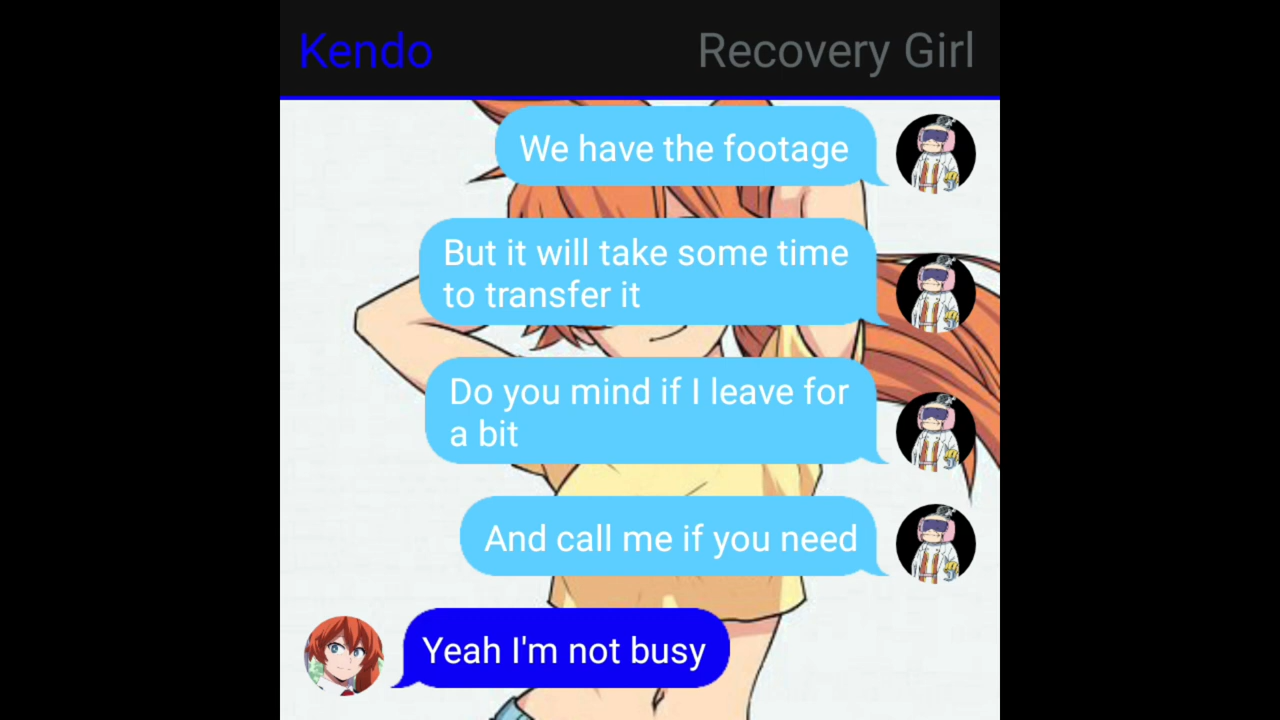 Kendo
Recovery Girl
We have the footage
But it will take some time
to transfer it
Do you mind if I leave for
a bit
And call me if you need
Yeah I'm not busy